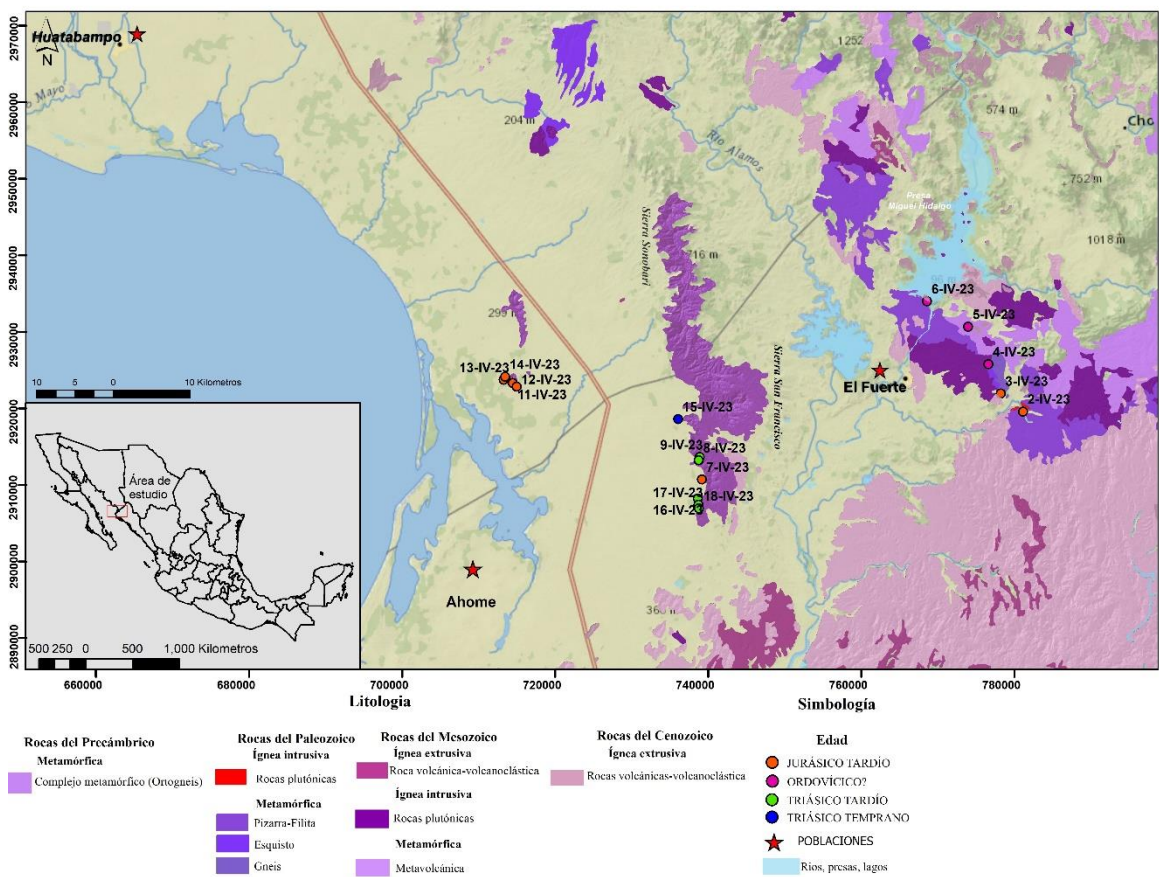 2970000
2960000
2950000
2940000
2930000
2920000
2910000
2900000
2890000
Huatabampo
N
Mayo
204 m
1252
574 m
Cho
Río Alamos
752 m
Presa
Miguel Hidalgo
1018 m
Sierra Sonobari
716 m
299
6-IV-23
5-IV-23
4-IV-23
3-IV-23
2-IV-23
El Fuerte
13-IV-23
14-IV-23
12-IV-23
11-IV-23
Sierra San Francisco
15-IV-23
9-IV-23
8-IV-23
7-IV-23
17-IV-23
18-IV-23
16-IV-23
10 5 0 10 Kilometros
Área de
estudio
Ahome
500 250 0 500 1,000 Kilometros
660000 680000 700000 720000 740000 760000 780000
Litologia
Simbología
Rocas del Precámbrico
Metamórfica
Complejo metamórfico (Ortogneis)
Rocas del Paleozoico
Ígnea intrusiva
Rocas plutónicas
Metamórfica
Pizarra-Filita
Esquisto
Gneis
Rocas del Mesozoico
Ígnea extrusiva
Roca volcánica-volcanoclástica
Ígnea intrusiva
Rocas plutónicas
Metamórfica
Metavolcánica
Rocas del Cenozoico
Ígnea extrusiva
Rocas volcánicas-volcanoclástica
Edad
JURÁSICO TARDÍO
ORDOVÍCICO?
TRIÁSICO TARDÍO
TRIÁSICO TEMPRANO
POBLACIONES
Rios, presas, lagos